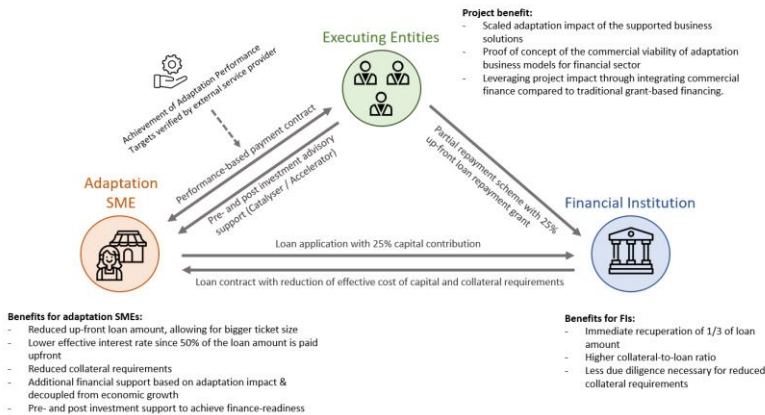 Executing Entities
Project benefit:
- Scaled adaptation impact of the supported business
solutions
- Proof of concept of the commercial viability of adaptation
business models for financial sector
- Leveraging project impact through integrating commercial
finance compared to traditional grant-based financing.
Achievement of Adaptation Performance
Targets verified by external service provider
Performance-based payment contract
Pre- and post investment advisory
support (Catalyser / Accelerator)
Partial repayment scheme with 25%
up-front loan repayment grant
Adaptation
SME
Financial Institution
Loan application with 25% capital contribution
Loan contract with reduction of effective cost of capital and collateral requirements
Benefits for adaptation SMEs:
- Reduced up-front loan amount, allowing for bigger ticket size
- Lower effective interest rate since 50% of the loan amount is paid
upfront
- Reduced collateral requirements
- Additional financial support based on adaptation impact &
decoupled from economic growth
- Pre- and post investment support to achieve finance-readiness
Benefits for FIs:
- Immediate recuperation of 1/3 of loan
amount
- Higher collateral-to-loan ratio
- Less due diligence necessary for reduced
collateral requirements